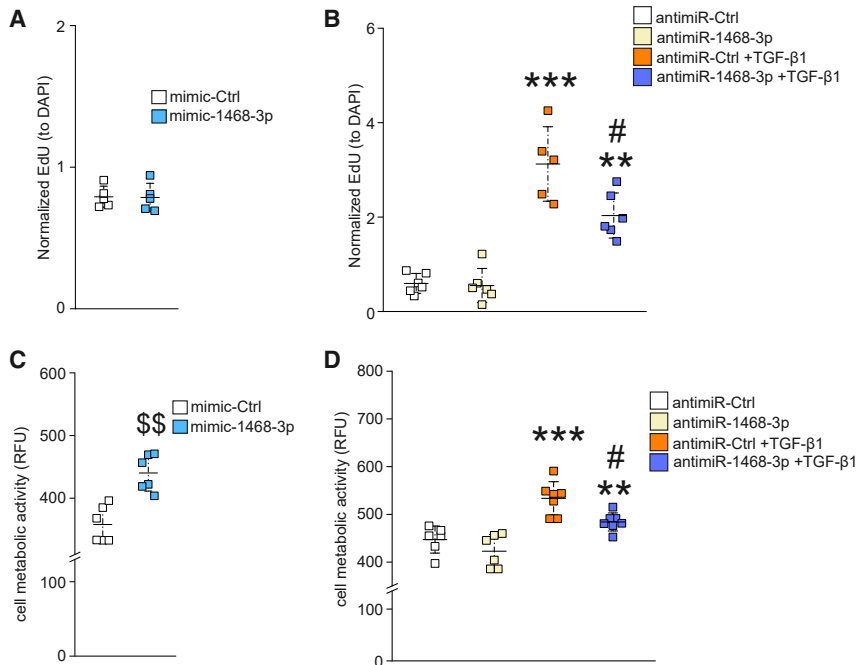 A
Normalized EdU (to DAPI)
2
1
0
mimic-Ctrl
mimic-1468-3p
B
Normalized EdU (to DAPI)
6
4
2
0
antimiR-Ctrl
antimiR-1468-3p
antimiR-Ctrl +TGF-β1
antimiR-1468-3p +TGF-β1
***
#
**
C
cell metabolic activity (RFU)
600
450
400
100
0
mimic-Ctrl
mimic-1468-3p
$$
D
cell metabolic activity (RFU)
800
700
600
500
400
100
0
antimiR-Ctrl
antimiR-1468-3p
antimiR-Ctrl +TGF-β1
antimiR-1468-3p +TGF-β1
***
#
**